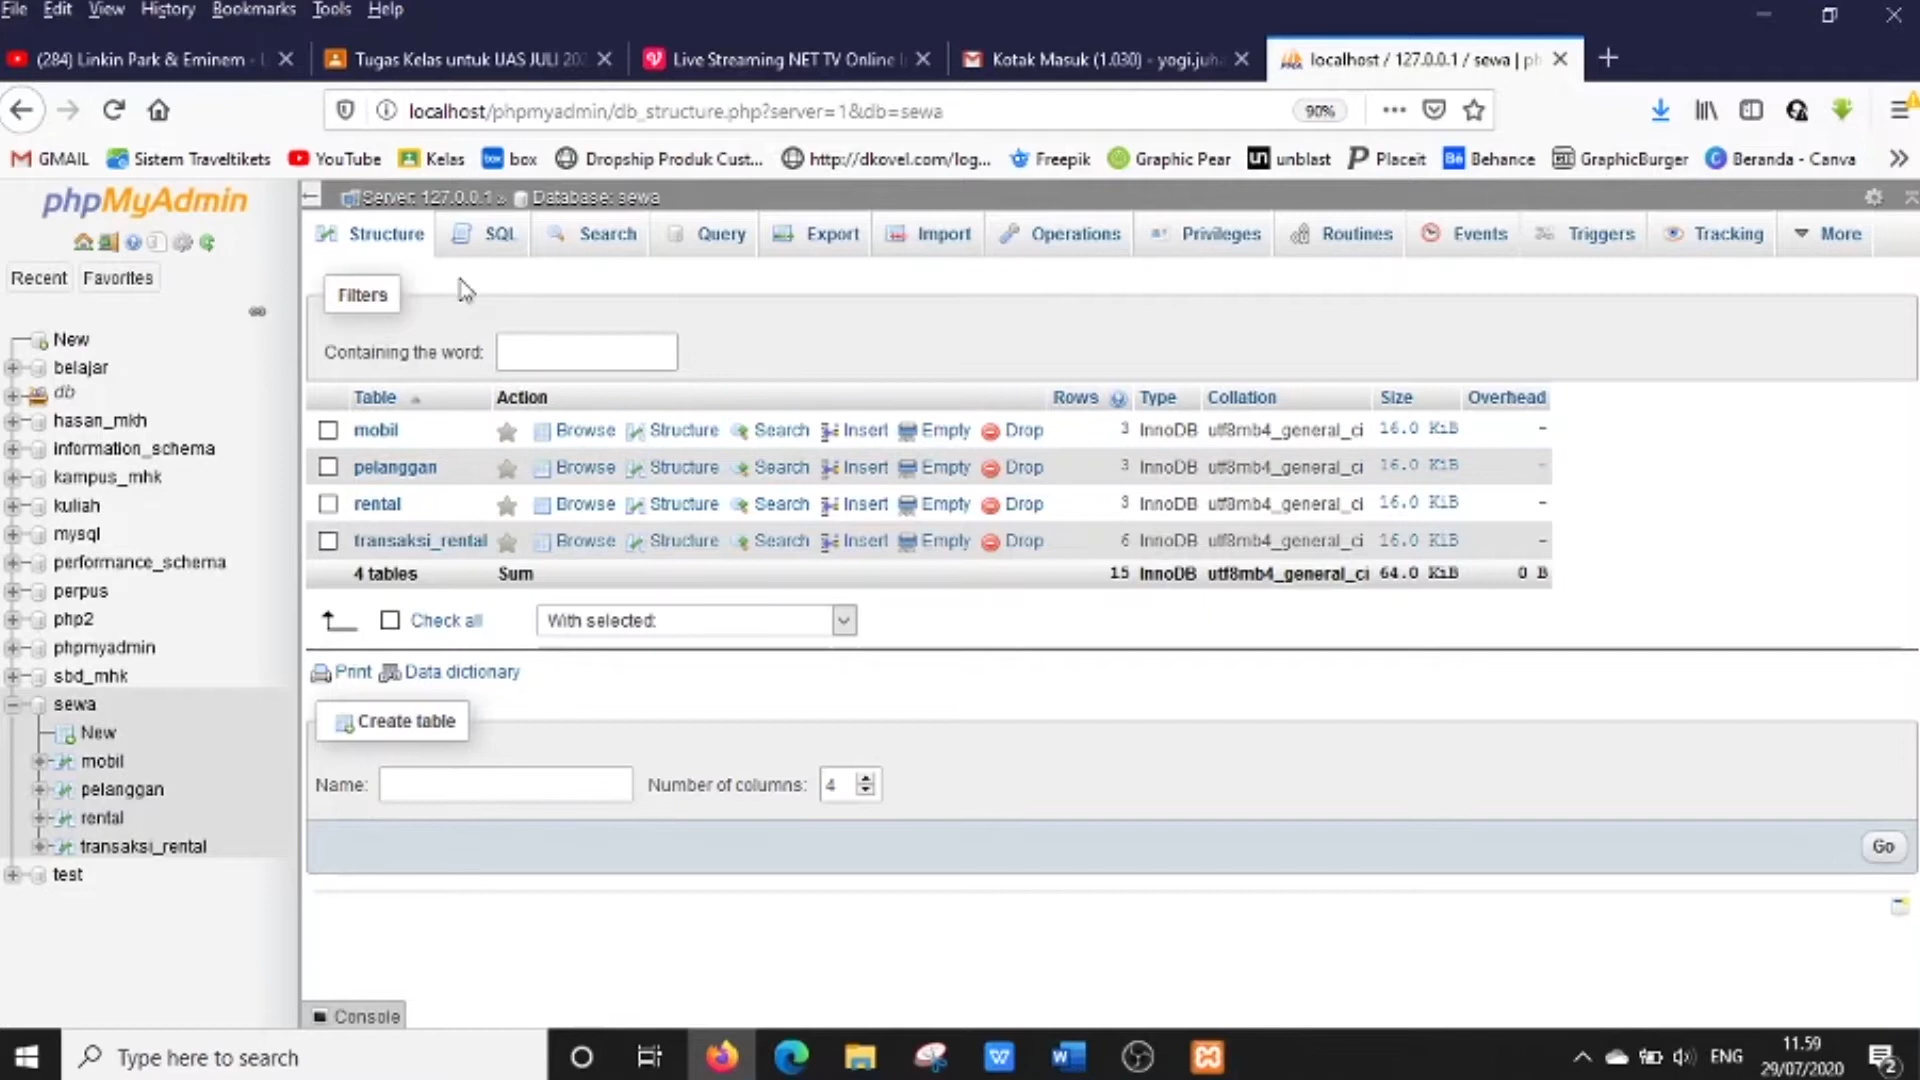 File Edit View History Bookmarks Tools Help
(284) Linkin Park & Eminem -
Tugas Kelas untuk UAS JULI 202
Live Streaming NET TV Online
Kotak Masuk (1.030) - yogi.juh
localhost / 127.0.0.1 / sewa | ph
localhost/phpmyadmin/db_structure.php?server=1&db=sewa
90%
GMAIL Sistem Traveltikets YouTube Kelas box Dropship Produk Cust... http://dkovel.com/log... Freepik Graphic Pear unblast Placeit Behance GraphicBurger Beranda - Canva
phpMyAdmin
Recent Favorites
New
belajar
db
hasan_mkh
information_schema
kampus_mhk
kuliah
mysql
performance_schema
perpus
php2
phpmyadmin
sbd_mhk
sewa
New
mobil
pelanggan
rental
transaksi_rental
test
Server: 127.0.0.1 » Database: sewa
Structure SQL Search Query Export Import Operations Privileges Routines Events Triggers Tracking More
Filters
Containing the word:
Table Action Rows Type Collation Size Overhead
mobil Browse Structure Search Insert Empty Drop 3 InnoDB utf8mb4_general_ci 16.0 KiB -
pelanggan Browse Structure Search Insert Empty Drop 3 InnoDB utf8mb4_general_ci 16.0 KiB -
rental Browse Structure Search Insert Empty Drop 3 InnoDB utf8mb4_general_ci 16.0 KiB -
transaksi_rental Browse Structure Search Insert Empty Drop 6 InnoDB utf8mb4_general_ci 16.0 KiB -
4 tables Sum 15 InnoDB utf8mb4_general_ci 64.0 KiB 0 B
Check all With selected:
Print Data dictionary
Create table
Name: Number of columns: 4
Go
Console
Type here to search
ENG
11.59
29/07/2020
2